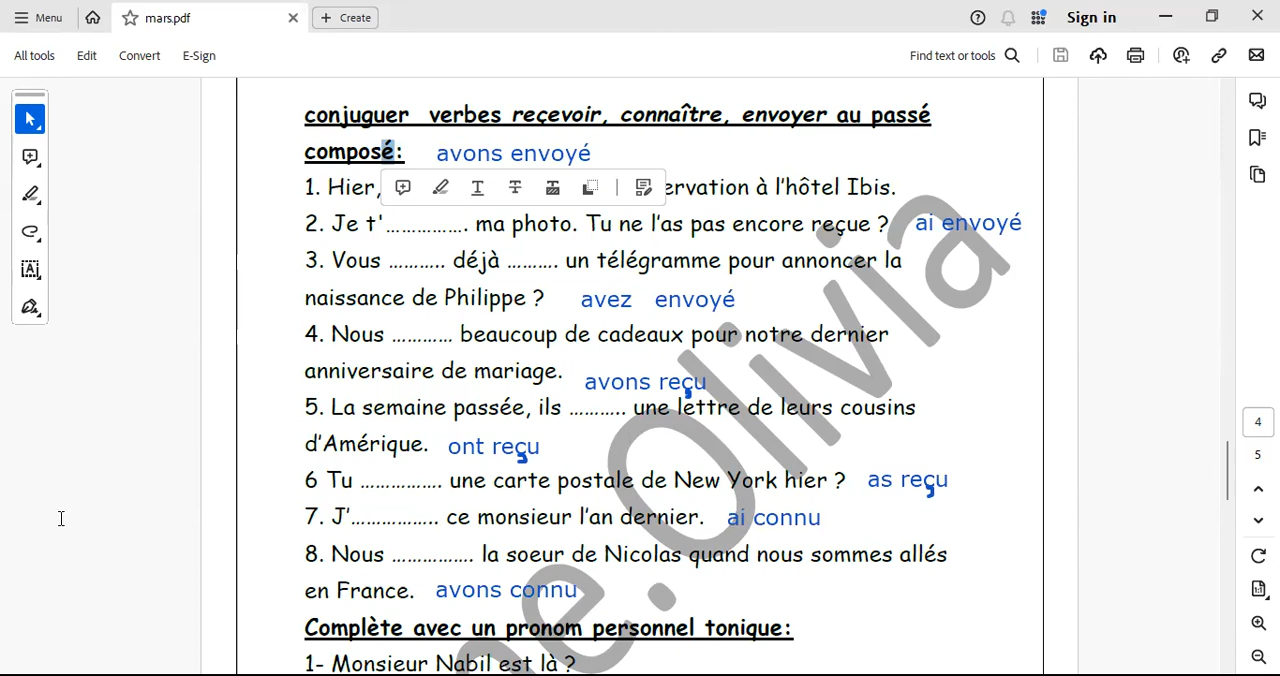 Menu mars.pdf Create Sign in
All tools Edit Convert E-Sign Find text or tools
conjuguer verbes reçevoir, connaître, envoyer au passé
composé: avons envoyé
1. Hier, ervation à l'hôtel Ibis.
2. Je t'................ ma photo. Tu ne l'as pas encore reçue ? ai envoyé
3. Vous ........... déjà .......... un télégramme pour annoncer la
naissance de Philippe ? avez envoyé
4. Nous ............ beaucoup de cadeaux pour notre dernier
anniversaire de mariage. avons reçu
5. La semaine passée, ils ........... une lettre de leurs cousins
d'Amérique. ont reçu
6 Tu ................ une carte postale de New York hier ? as reçu
7. J'................. ce monsieur l'an dernier. ai connu
8. Nous ................ la soeur de Nicolas quand nous sommes allés
en France. avons connu
Complète avec un pronom personnel tonique:
1- Monsieur Nabil est là ?
4
5
ne.Olivia